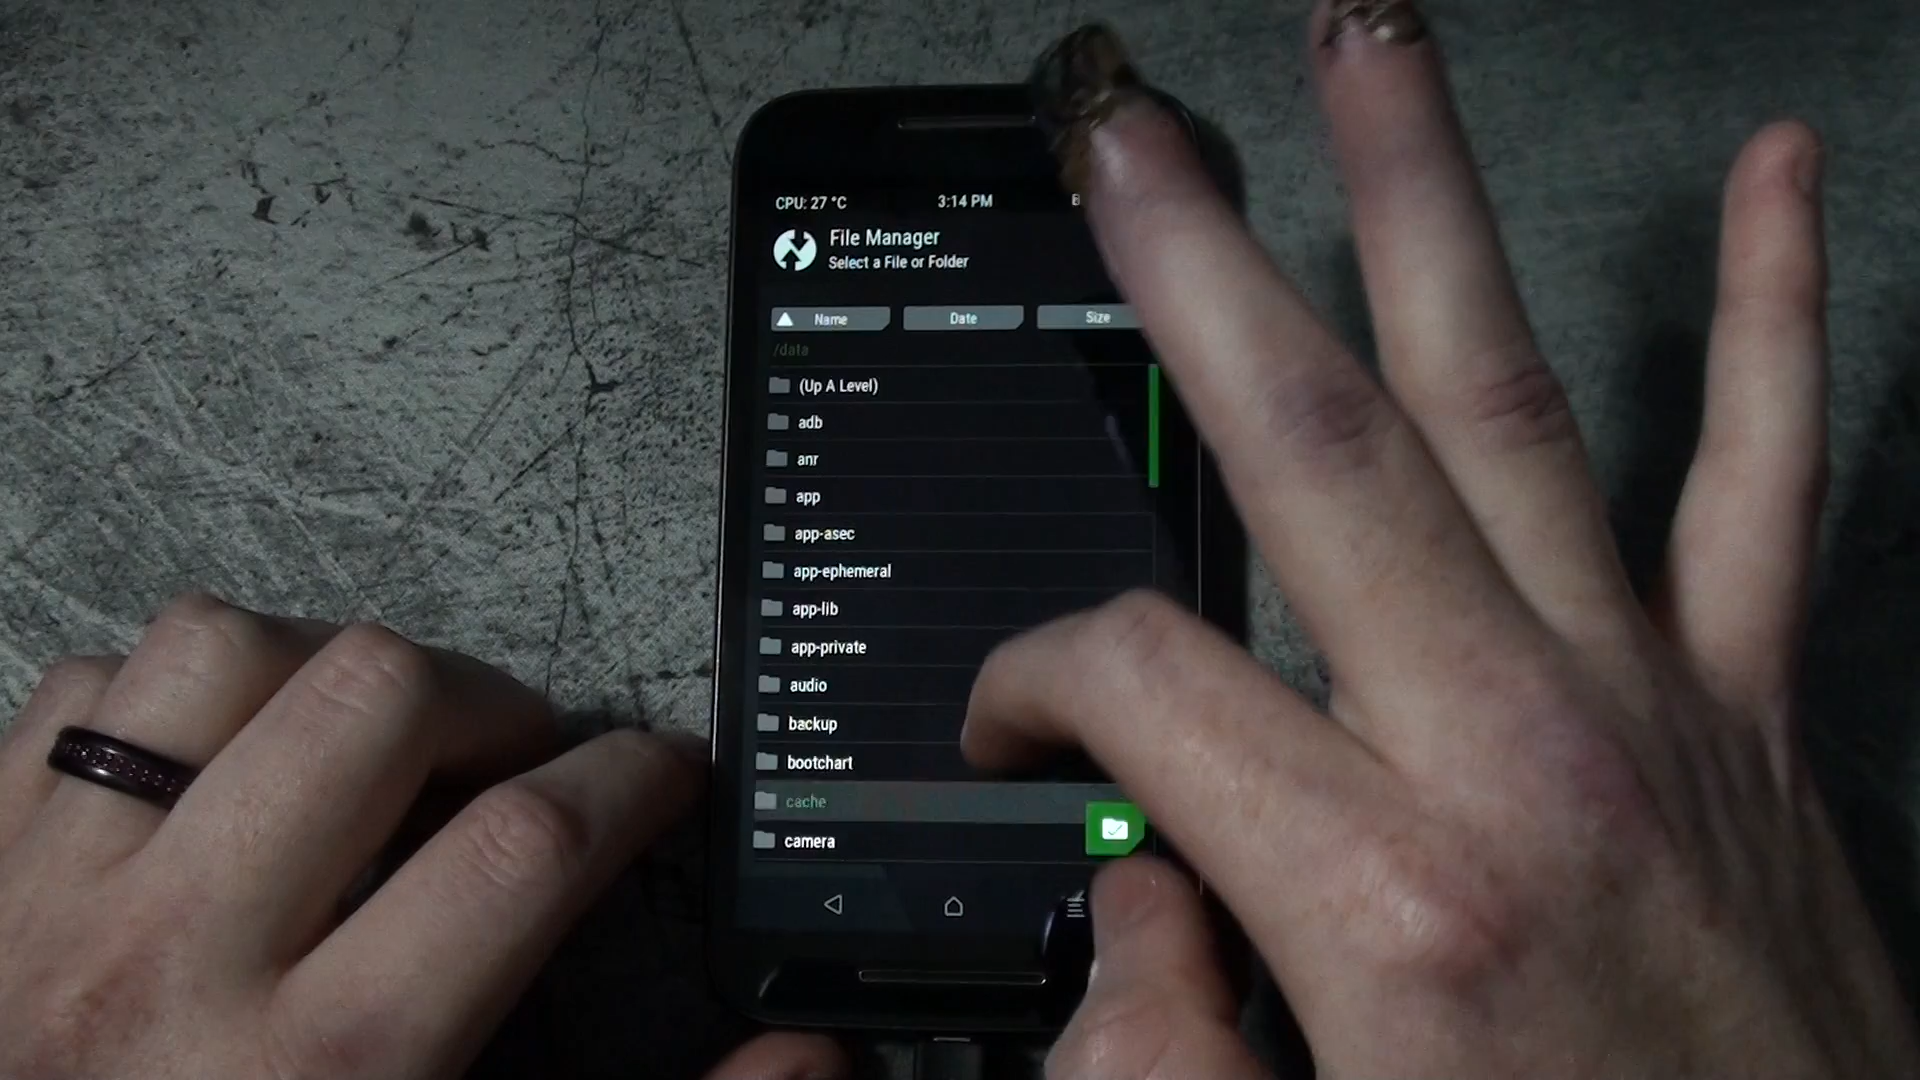 CPU: 27 °C 3:14 PM
File Manager
Select a File or Folder
Name Date Size
/data
(Up A Level)
adb
anr
app
app-asec
app-ephemeral
app-lib
app-private
audio
backup
bootchart
cache
camera